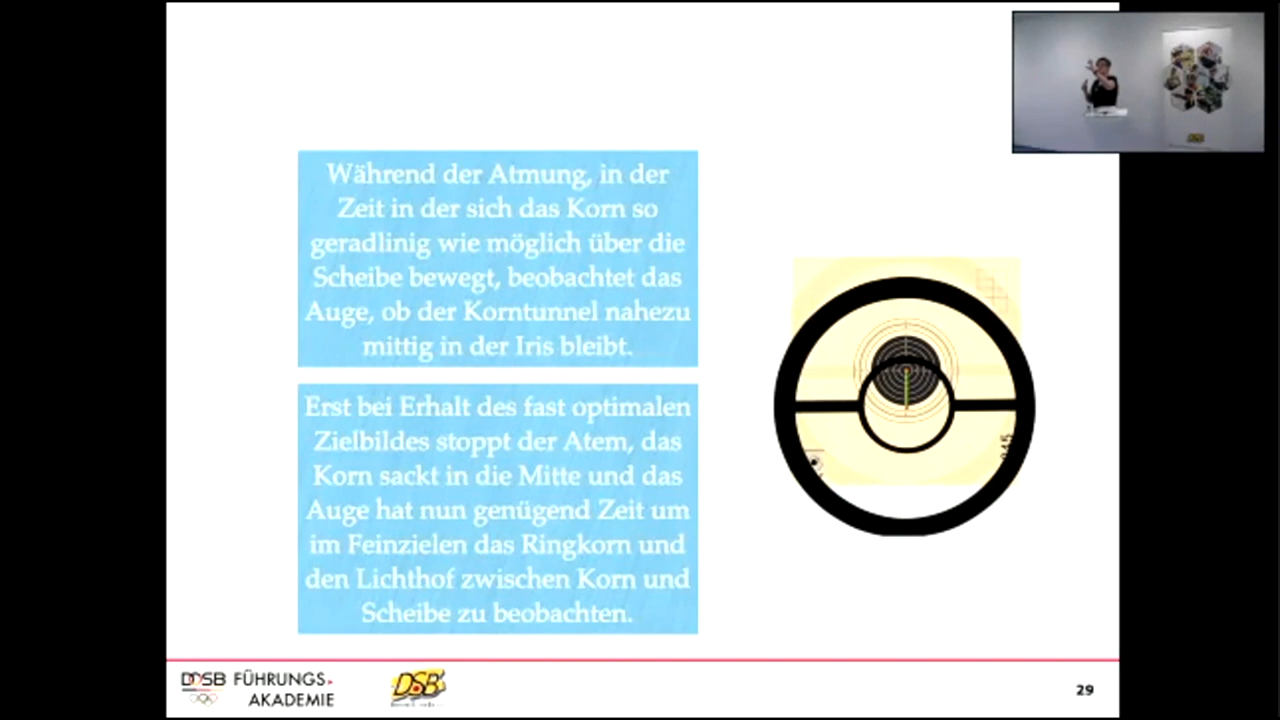 Während der Atmung, in der
Zeit in der sich das Korn so
geradlinig wie möglich über die
Scheibe bewegt, beobachtet das
Auge, ob der Korntunnel nahezu
mittig in der Iris bleibt.
Erst bei Erhalt des fast optimalen
Zielbildes stoppt der Atem, das
Korn sackt in die Mitte und das
Auge hat nun genügend Zeit um
im Feinzielen das Ringkorn und
den Lichthof zwischen Korn und
Scheibe zu beobachten.
DOSB FÜHRUNGS
AKADEMIE
DSB
29